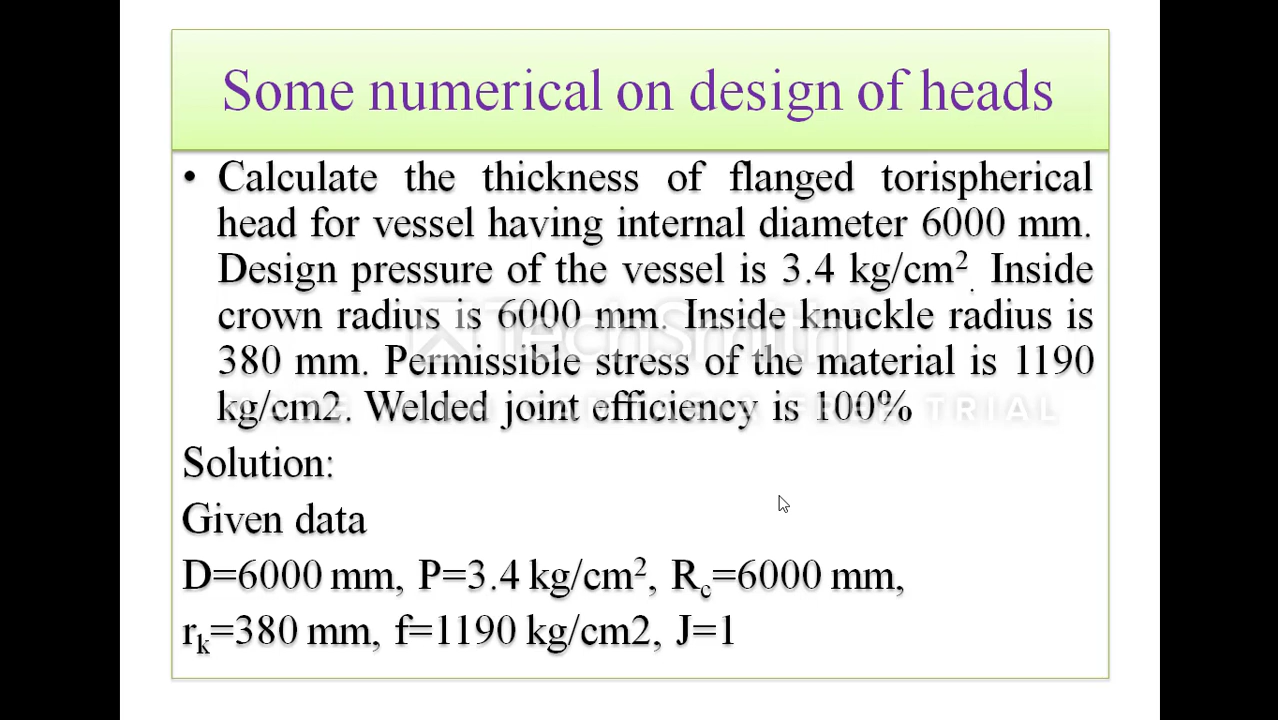 Some numerical on design of heads
• Calculate the thickness of flanged torispherical
head for vessel having internal diameter 6000 mm.
Design pressure of the vessel is 3.4 kg/cm². Inside
crown radius is 6000 mm. Inside knuckle radius is
380 mm. Permissible stress of the material is 1190
kg/cm2. Welded joint efficiency is 100%
Solution:
Given data
D=6000 mm, P=3.4 kg/cm², Rc=6000 mm,
rk=380 mm, f=1190 kg/cm2, J=1
TechSmith
TRIAL